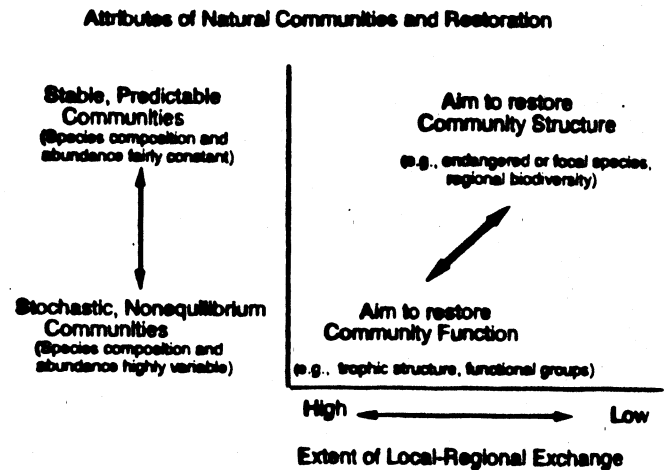 Attributes of Natural Communities and Restoration
Stable, Predictable
Communities
(Species composition and
abundance fairly constant)
Stochastic, Nonequilibrium
Communities
(Species composition and
abundance highly variable)
Aim to restore
Community Structure
(e.g., endangered or focal species,
regional biodiversity)
Aim to restore
Community Function
(e.g., trophic structure, functional groups)
High
Low
Extent of Local-Regional Exchange